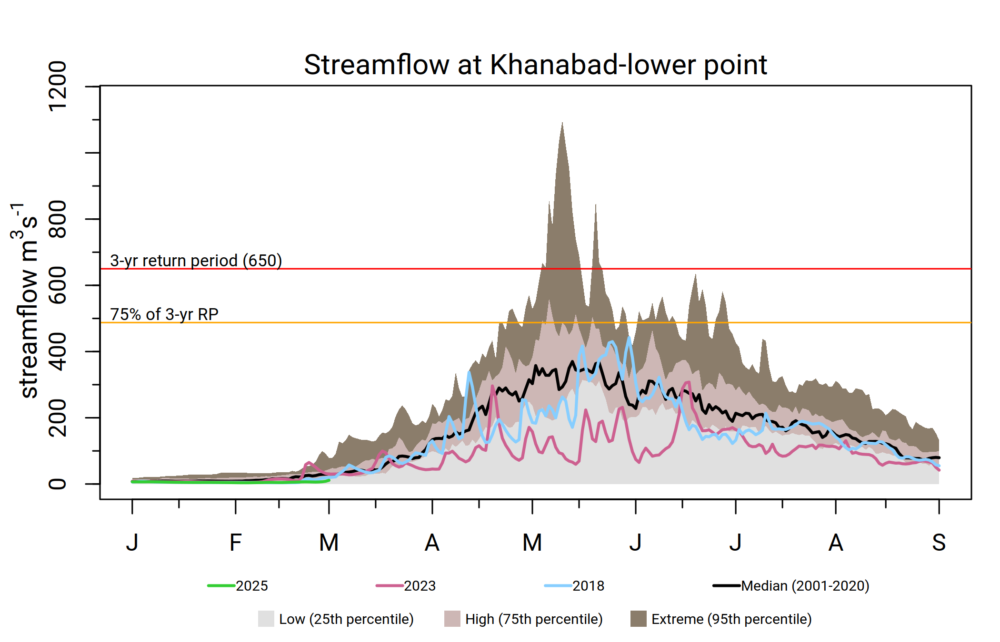 Streamflow at Khanabad-lower point
streamflow m³s⁻¹
1200
800
600
400
200
0
3-yr return period (650)
75% of 3-yr RP
J F M A M J J A S
2025 2023 2018 Median (2001-2020)
Low (25th percentile) High (75th percentile) Extreme (95th percentile)